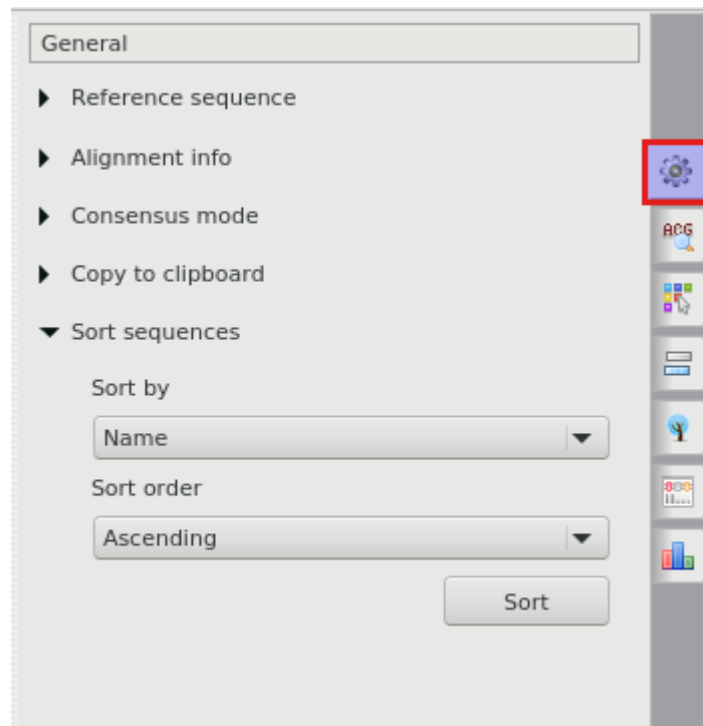 General
Reference sequence
Alignment info
ACG
Consensus mode
Copy to clipboard
Sort sequences
Sort by
Name
Sort order
Ascending
Sort